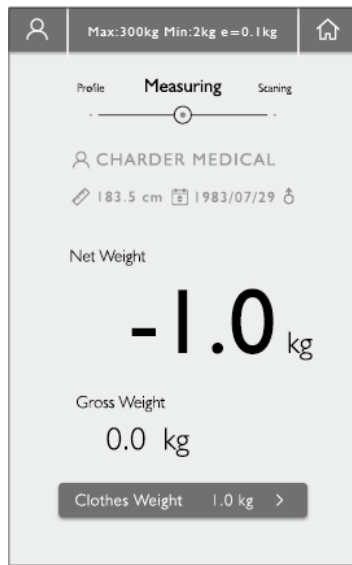 Max:300kg Min:2kg e=0.1kg
Profile Measuring Scaning
CHARDER MEDICAL
183.5 cm 1983/07/29
Net Weight
-1.0 kg
Gross Weight
0.0 kg
Clothes Weight 1.0 kg >